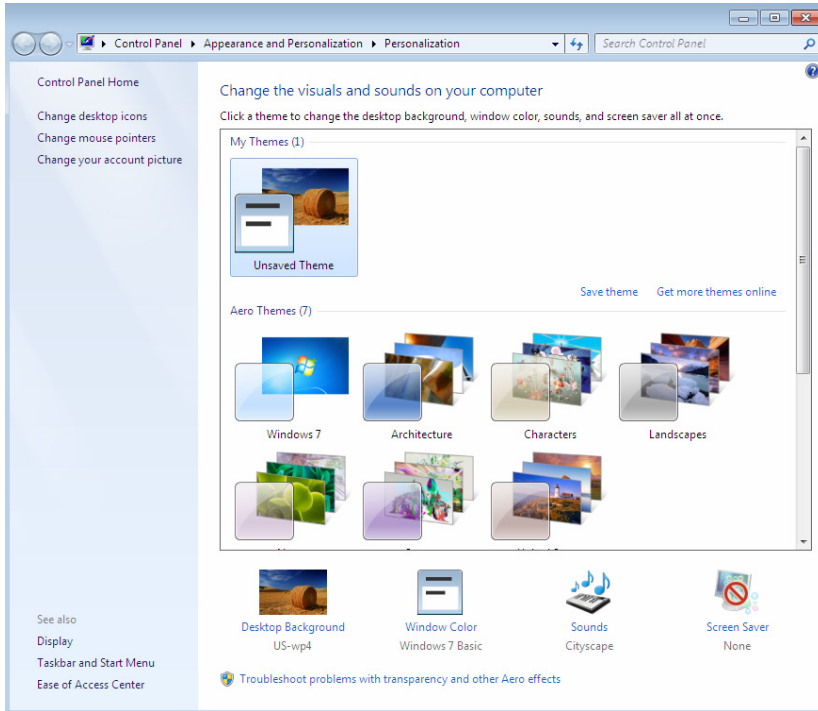 Control Panel ▸ Appearance and Personalization ▸ Personalization
Search Control Panel
Control Panel Home
Change desktop icons
Change mouse pointers
Change your account picture
Change the visuals and sounds on your computer
Click a theme to change the desktop background, window color, sounds, and screen saver all at once.
My Themes (1)
Unsaved Theme
Save theme Get more themes online
Aero Themes (7)
Windows 7 Architecture Characters Landscapes
Desktop Background Window Color Sounds Screen Saver
US-wp4 Windows 7 Basic Cityscape None
See also
Display
Taskbar and Start Menu
Ease of Access Center
Troubleshoot problems with transparency and other Aero effects